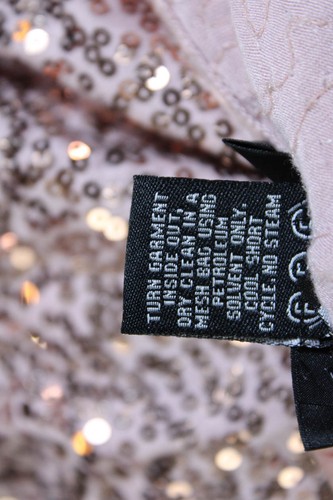 TURN GARMENT
INSIDE OUT,
DRY CLEAN IN A
MESH BAG USING
PETROLEUM
SOLVENT ONLY.
COOL SHORT
CYCLE.NO STEAM